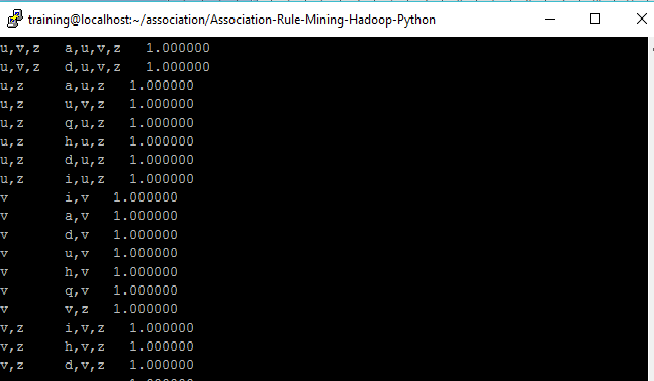 training@localhost:~/association/Association-Rule-Mining-Hadoop-Python
u,v,z a,u,v,z 1.000000
u,v,z d,u,v,z 1.000000
u,z a,u,z 1.000000
u,z u,v,z 1.000000
u,z q,u,z 1.000000
u,z h,u,z 1.000000
u,z d,u,z 1.000000
u,z i,u,z 1.000000
v i,v 1.000000
v a,v 1.000000
v d,v 1.000000
v u,v 1.000000
v h,v 1.000000
v q,v 1.000000
v v,z 1.000000
v,z i,v,z 1.000000
v,z h,v,z 1.000000
v,z d,v,z 1.000000